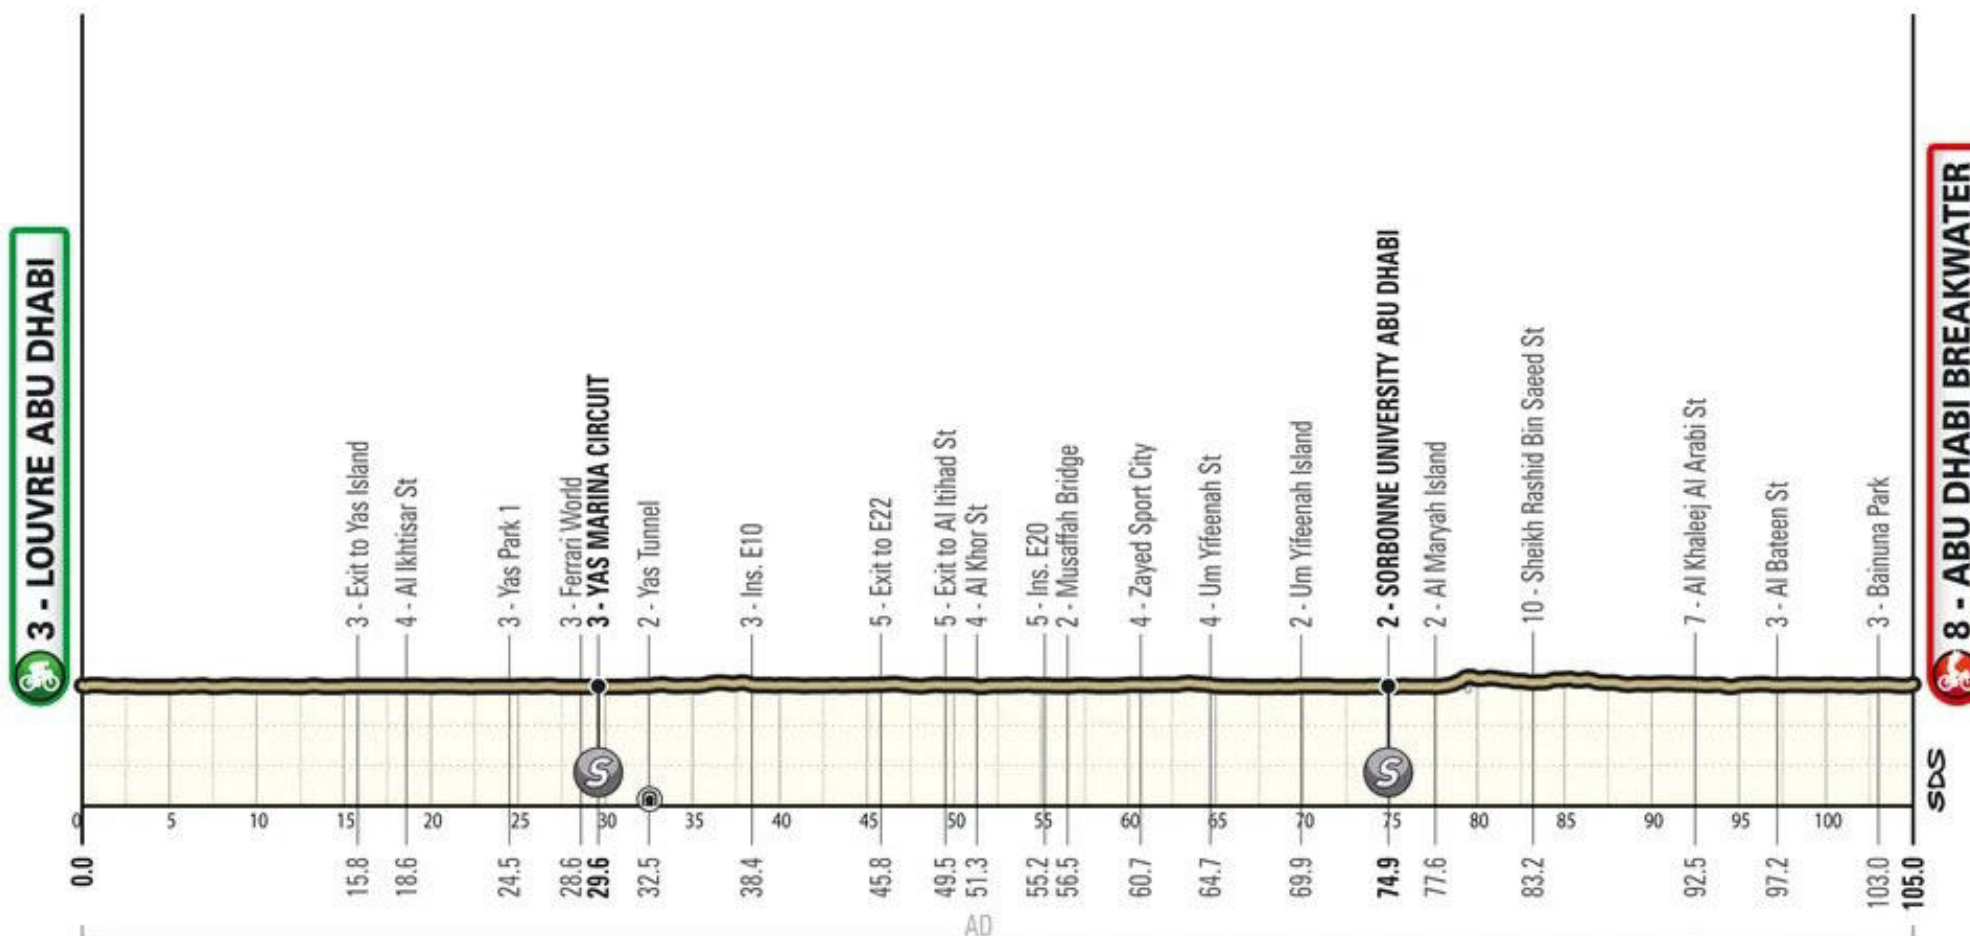 3 - LOUVRE ABU DHABI
3 - Exit to Yas Island
4 - Al Ikhtisar St
3 - Yas Park 1
3 - Ferrari World
3 - YAS MARINA CIRCUIT
2 - Yas Tunnel
3 - Ins. E10
5 - Exit to E22
5 - Exit to Al Itihad St
4 - Al Khor St
5 - Ins. E20
2 - Musaffah Bridge
4 - Zayed Sport City
4 - Um Yifeenah St
2 - Um Yifeenah Island
2 - SORBONNE UNIVERSITY ABU DHABI
2 - Al Maryah Island
10 - Sheikh Rashid Bin Saeed St
7 - Al Khaleej Al Arabi St
3 - Al Bateen St
3 - Bainuna Park
8 - ABU DHABI BREAKWATER
S
S
SDS
0 5 10 15 20 25 30 35 40 45 50 55 60 65 70 75 80 85 90 95 100
0.0 15.8 18.6 24.5 28.6 29.6 32.5 38.4 45.8 49.5 51.3 55.2 56.5 60.7 64.7 69.9 74.9 77.6 83.2 92.5 97.2 103.0 105.0
AD